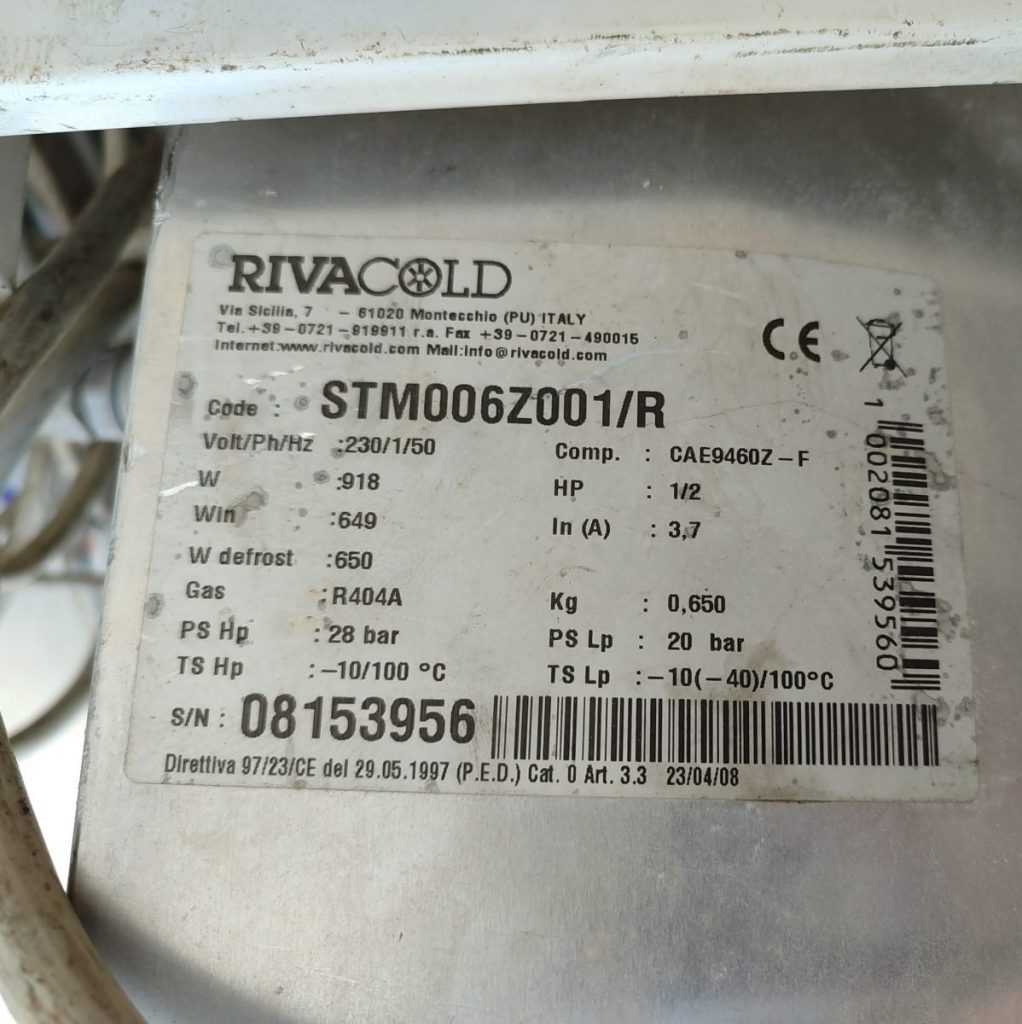 RIVACOLD
Via Sicilia, 7 - 61020 Montecchio (PU) ITALY
Tel.+39-0721-919911 r.a. Fax +39-0721-490015
Internet:www.rivacold.com Mail:info@rivacold.com
CE
Code : STM006Z001/R
Volt/Ph/Hz :230/1/50 Comp. : CAE9460Z-F
W :918 HP : 1/2
Win :649 In (A) : 3,7
W defrost :650
Gas :R404A Kg : 0,650
PS Hp : 28 bar PS Lp : 20 bar
TS Hp :-10/100 °C TS Lp :-10(-40)/100°C
S/N : 08153956
Direttiva 97/23/CE del 29.05.1997 (P.E.D.) Cat. 0 Art. 3.3 23/04/08
1 002081 539560